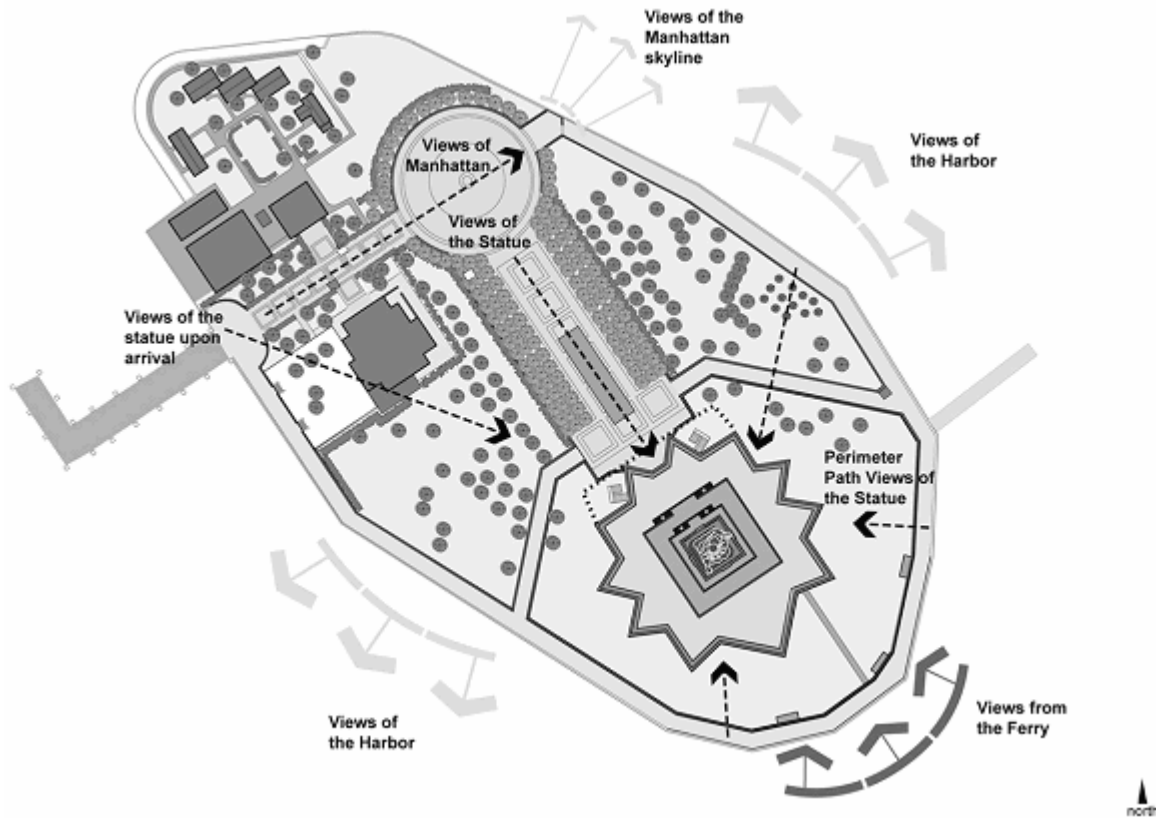 Views of the
Manhattan
skyline
Views of
the Harbor
Views of
Manhattan
Views of
the Statue
Views of the
statue upon
arrival
Perimeter
Path Views of
the Statue
Views of
the Harbor
Views from
the Ferry
north